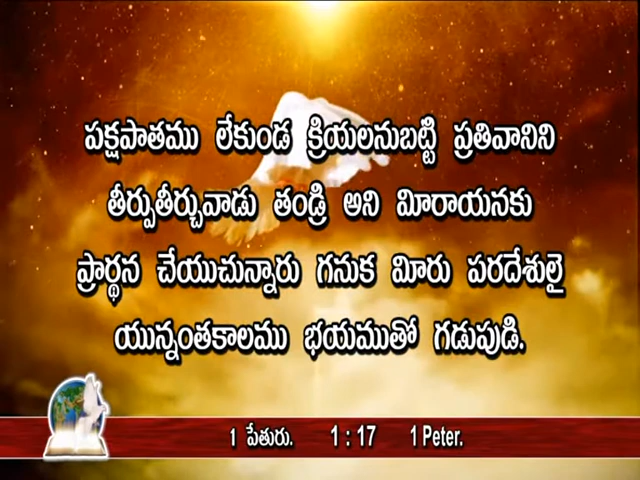 పక్షపాతము లేకుండ క్రియలనుబట్టి ప్రతివానిని
తీర్పుతీర్చువాడు తండ్రి అని మీరాయనకు
ప్రార్థన చేయుచున్నారు గనుక మీరు పరదేశులై
యున్నంతకాలము భయముతో గడుపుడి.
1 పేతురు. 1 : 17 1 Peter.